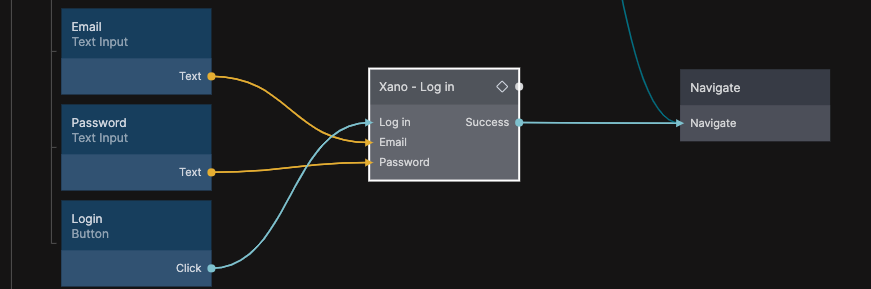 Email
Text Input
Text
Password
Text Input
Text
Login
Button
Click
Xano - Log in
Log in
Success
Email
Password
Navigate
Navigate